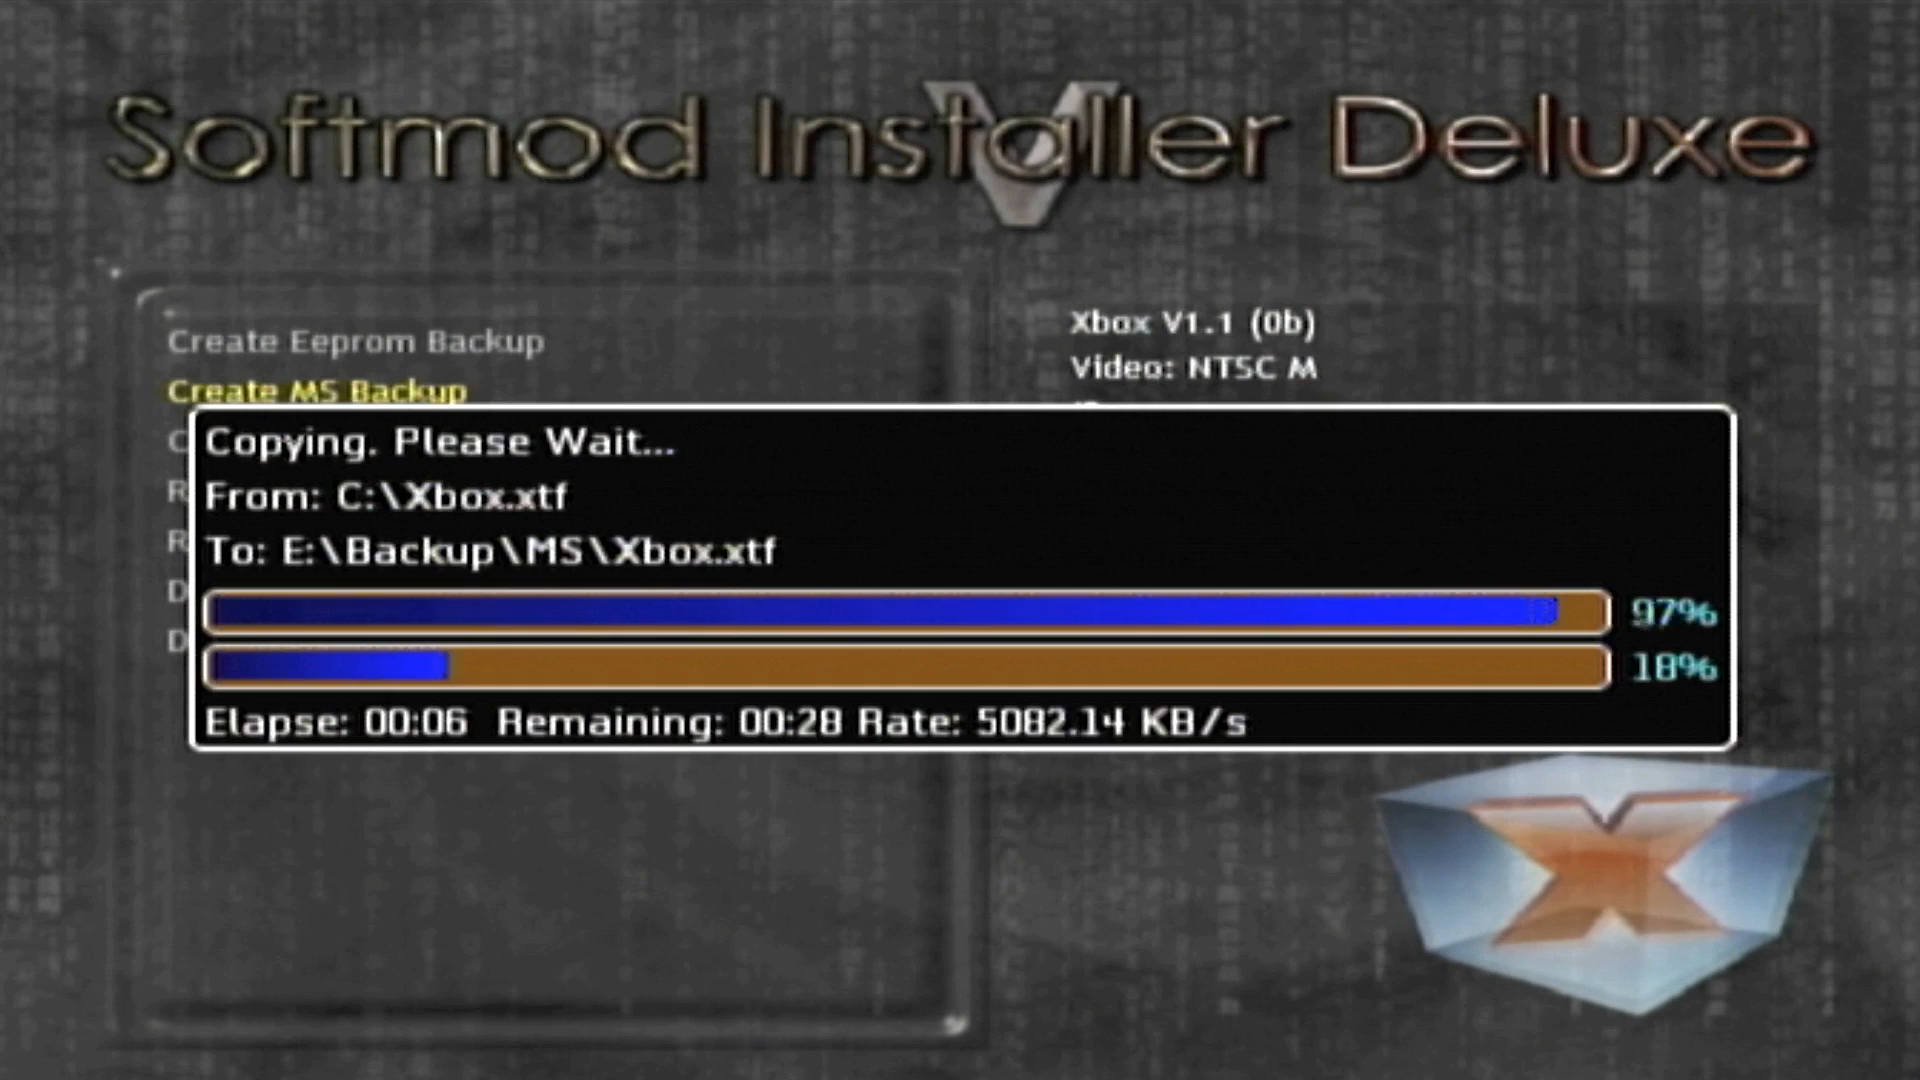 Softmod Installer Deluxe
V
Create Eeprom Backup
Create MS Backup
Xbox V1.1 (0b)
Video: NTSC M
Copying. Please Wait...
From: C:\Xbox.xtf
To: E:\Backup\MS\Xbox.xtf
97%
18%
Elapse: 00:06 Remaining: 00:28 Rate: 5082.14 KB/s
C
R
R
D
D
X